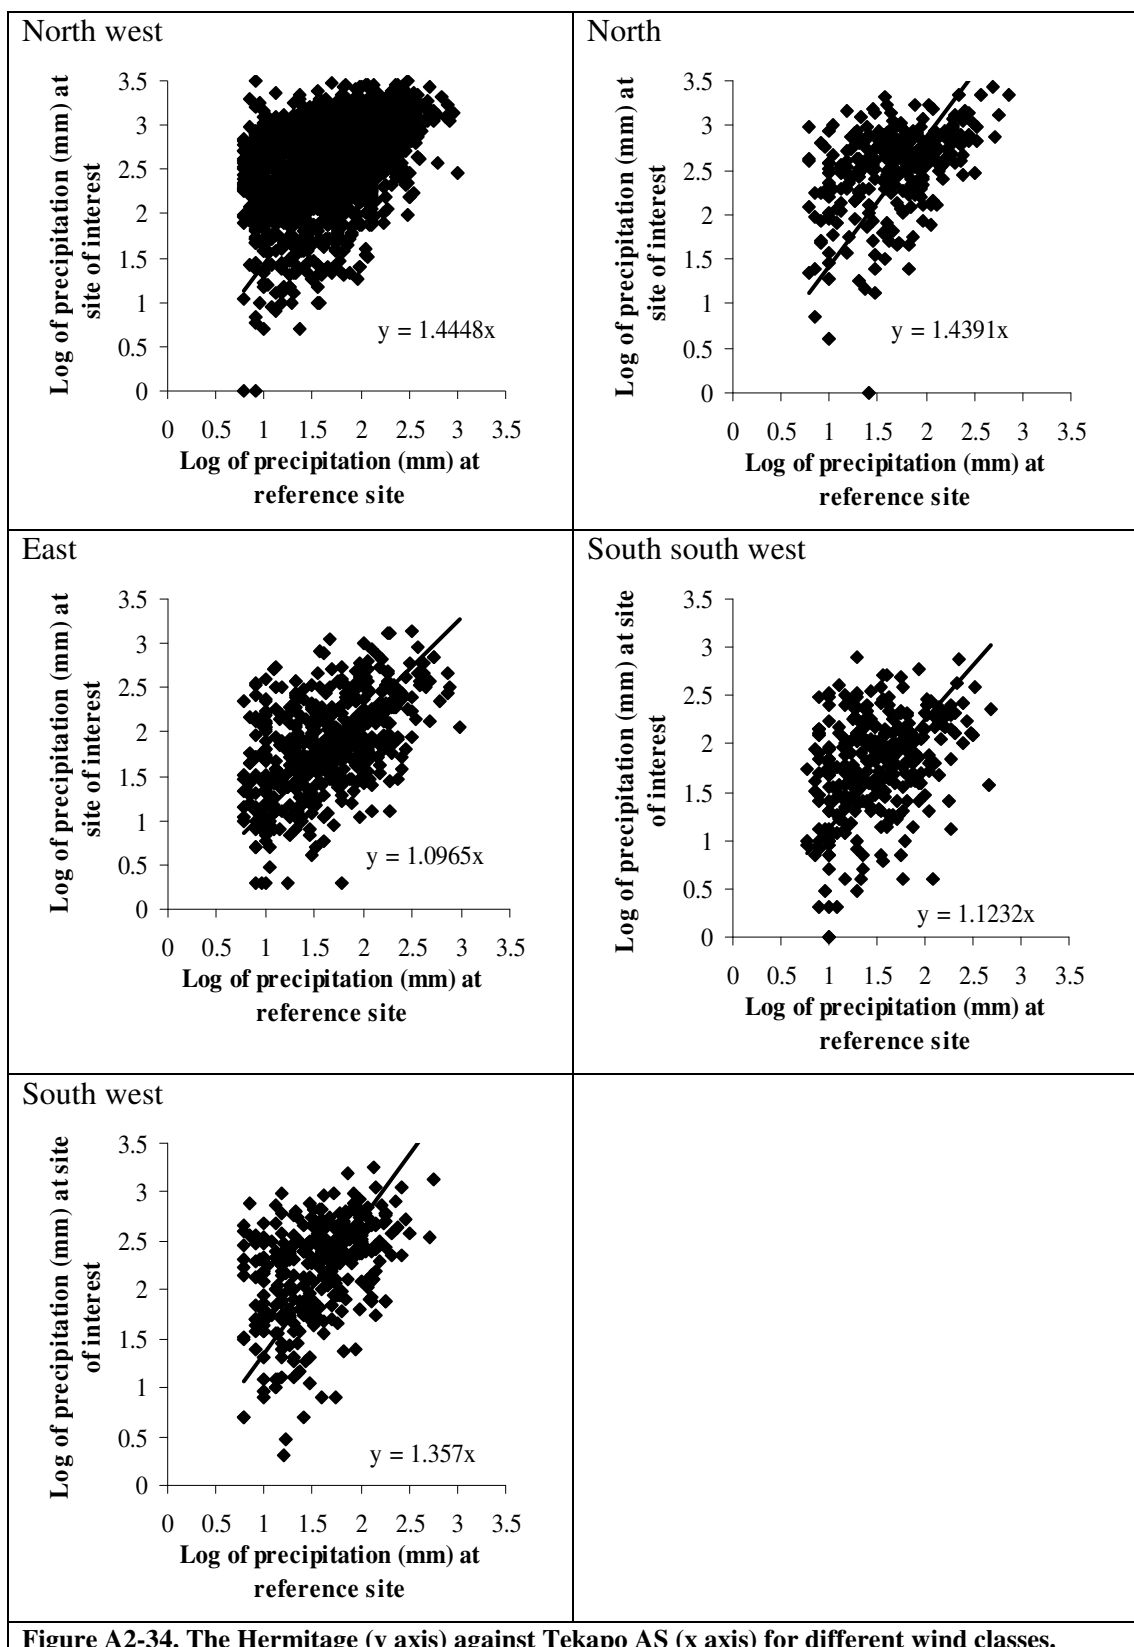 North west
Log of precipitation (mm) at
site of interest
3.5
3
2.5
2
1.5
1
0.5
0
y = 1.4448x
0 0.5 1 1.5 2 2.5 3 3.5
Log of precipitation (mm) at
reference site
North
Log of precipitation (mm) at
site of interest
3.5
3
2.5
2
1.5
1
0.5
0
y = 1.4391x
0 0.5 1 1.5 2 2.5 3 3.5
Log of precipitation (mm) at
reference site
East
Log of precipitation (mm) at
site of interest
3.5
3
2.5
2
1.5
1
0.5
0
y = 1.0965x
0 0.5 1 1.5 2 2.5 3 3.5
Log of precipitation (mm) at
reference site
South south west
Log of precipitation (mm) at site
of interest
3.5
3
2.5
2
1.5
1
0.5
0
y = 1.1232x
0 0.5 1 1.5 2 2.5 3 3.5
Log of precipitation (mm) at
reference site
South west
Log of precipitation (mm) at site
of interest
3.5
3
2.5
2
1.5
1
0.5
0
y = 1.357x
0 0.5 1 1.5 2 2.5 3 3.5
Log of precipitation (mm) at
reference site
Figure A2-34. The Hermitage (y axis) against Tekapo AS (x axis) for different wind classes.